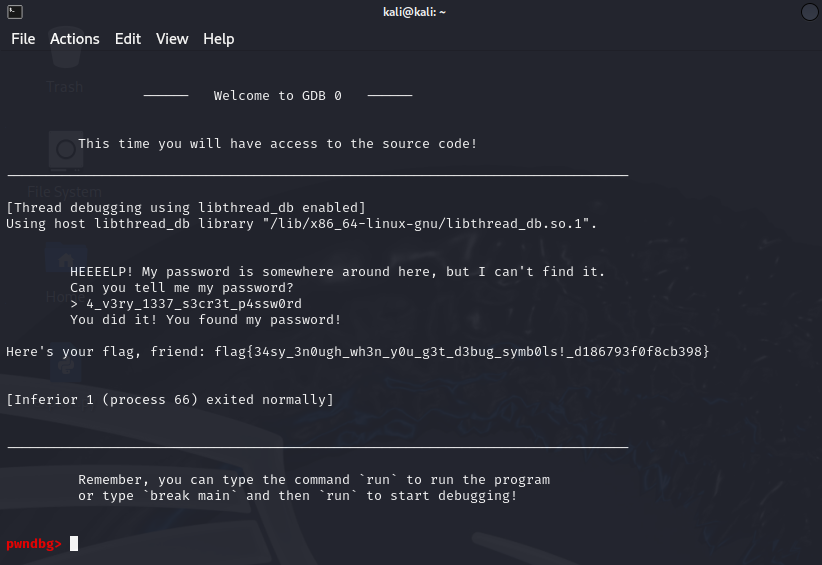 kali@kali: ~
File Actions Edit View Help
Trash
—— Welcome to GDB 0 ——
This time you will have access to the source code!
File System
[Thread debugging using libthread_db enabled]
Using host libthread_db library "/lib/x86_64-linux-gnu/libthread_db.so.1".
HEEEELP! My password is somewhere around here, but I can't find it.
Can you tell me my password?
Home
> 4_v3ry_1337_s3cr3t_p4ssw0rd
You did it! You found my password!
Here's your flag, friend: flag{34sy_3n0ugh_wh3n_y0u_g3t_d3bug_symb0ls!_d186793f0f8cb398}
[Inferior 1 (process 66) exited normally]
Remember, you can type the command `run` to run the program
or type `break main` and then `run` to start debugging!
pwndbg>